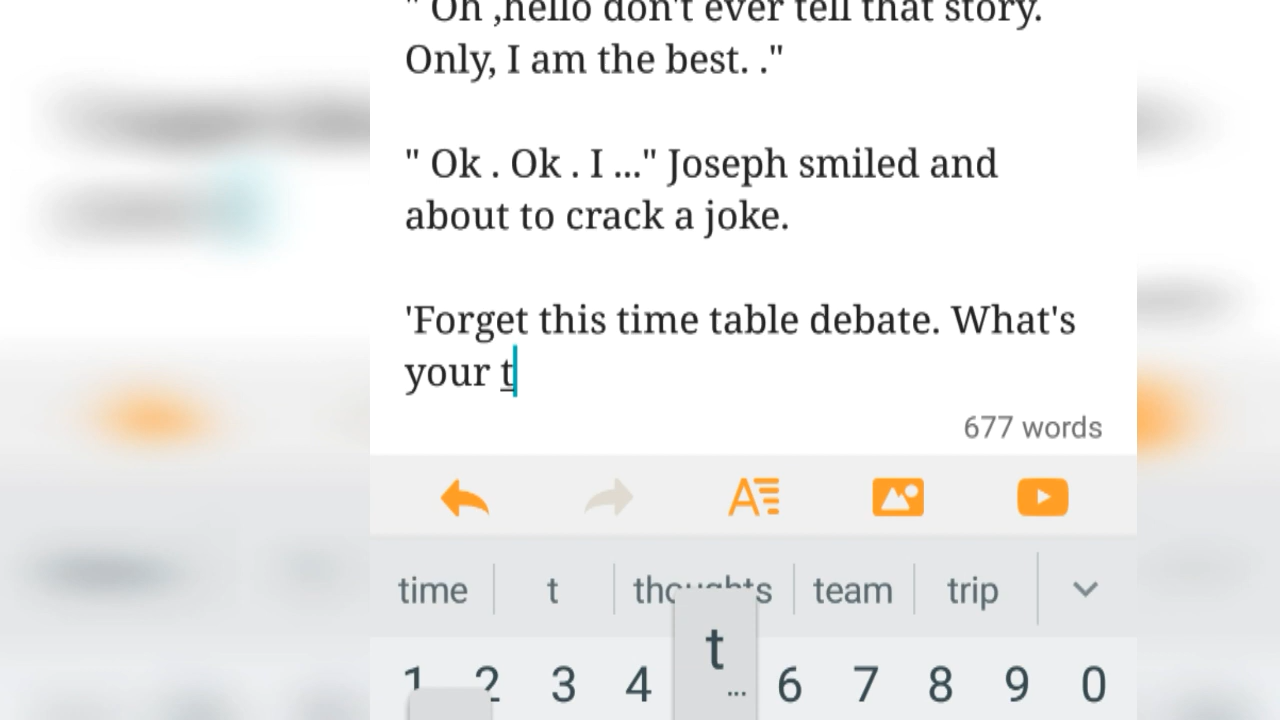 " Oh ,hello don't ever tell that story.
Only, I am the best. ."
" Ok . Ok . I ..." Joseph smiled and
about to crack a joke.
'Forget this time table debate. What's
your t
677 words
time t thoughts team trip
t
...
1 2 3 4 6 7 8 9 0